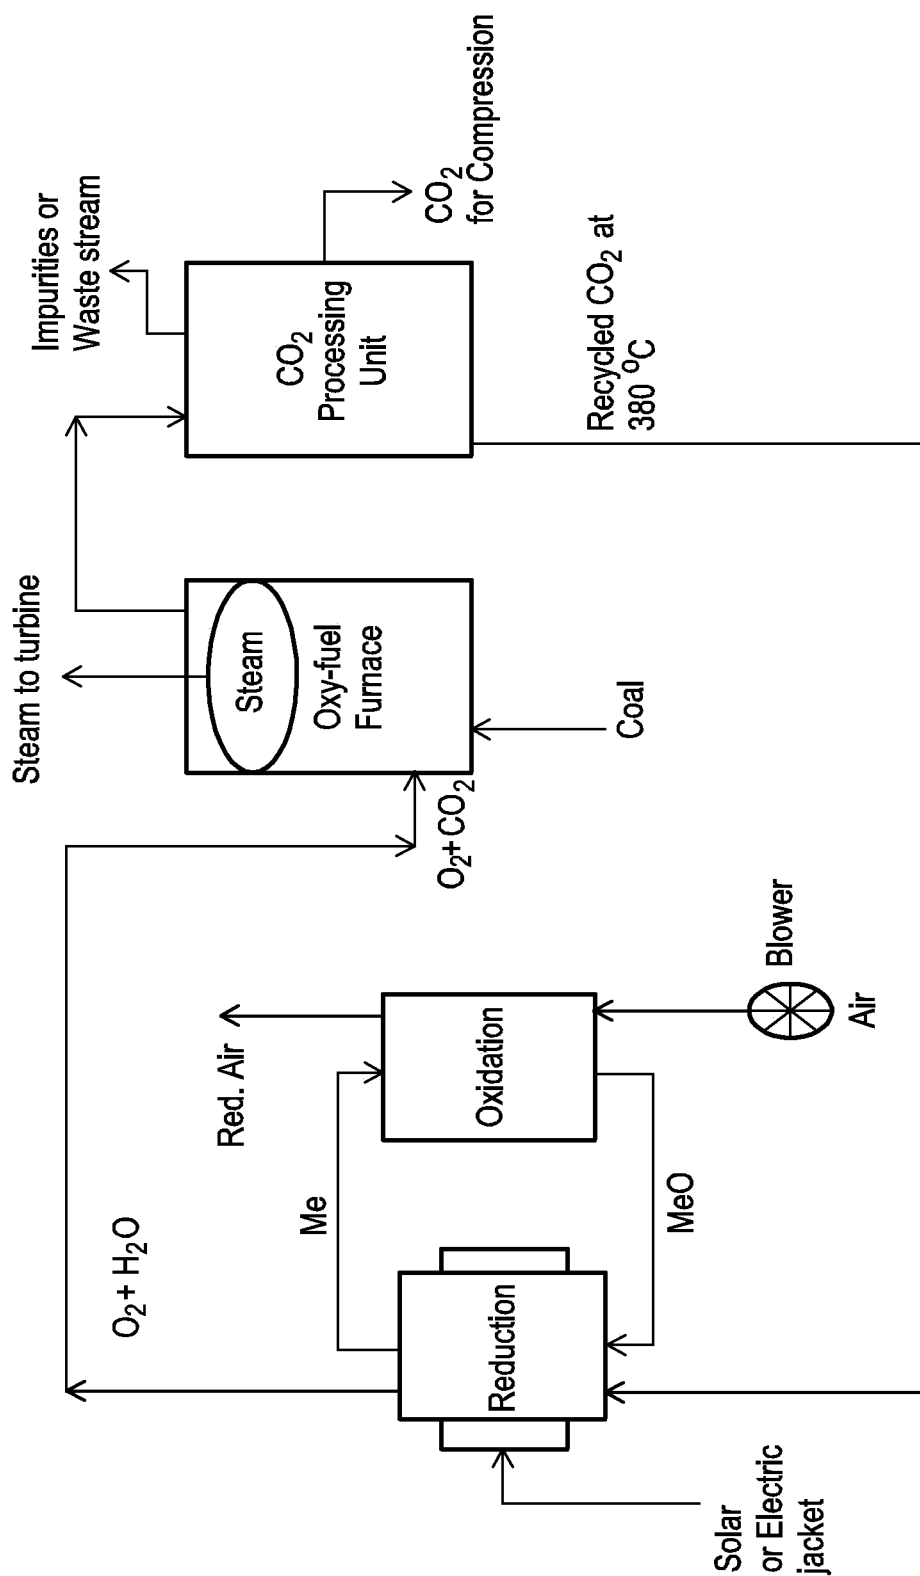 Solar
or Electric
jacket
Reduction
O₂ + H₂O
Me
MeO
Red. Air
Oxidation
Blower
Air
O₂ + CO₂
Steam to turbine
Steam
Oxy-fuel
Furnace
Coal
Impurities or
Waste stream
CO₂
Processing
Unit
CO₂
for Compression
Recycled CO₂ at
380 ºC